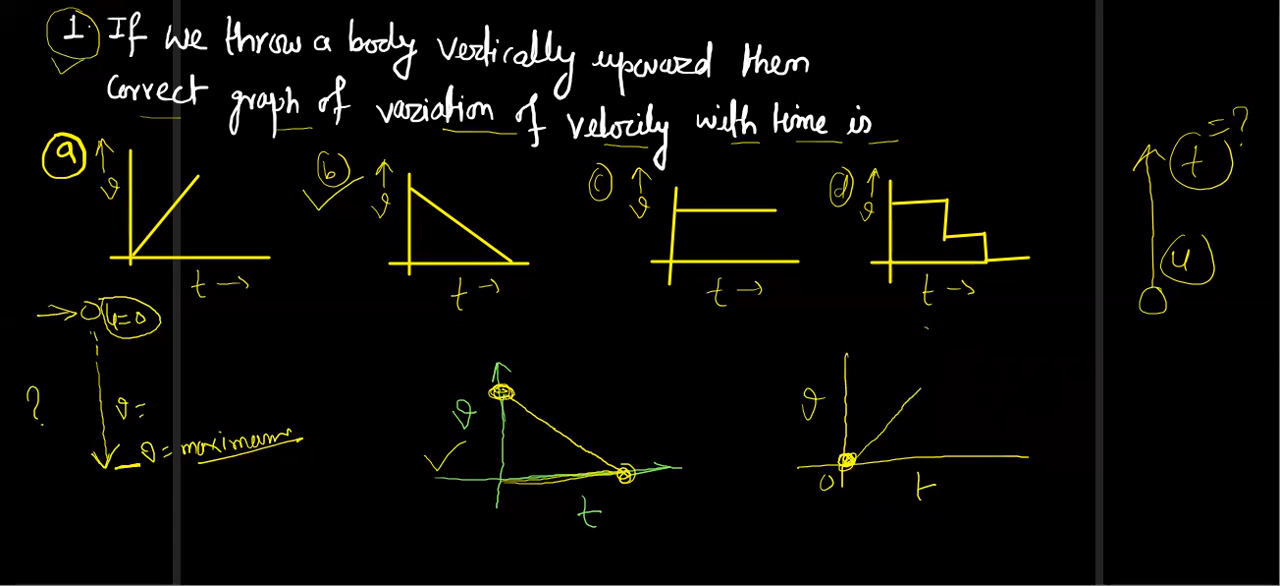 1. If we throw a body vertically upward them
correct graph of variation of velocity with time is
a ↑ v t →
b ↑ v t →
c ↑ v t →
d ↑ v t →
t = ?
u
→ u=0
?
v =
v = maximum
v t
v 0 t